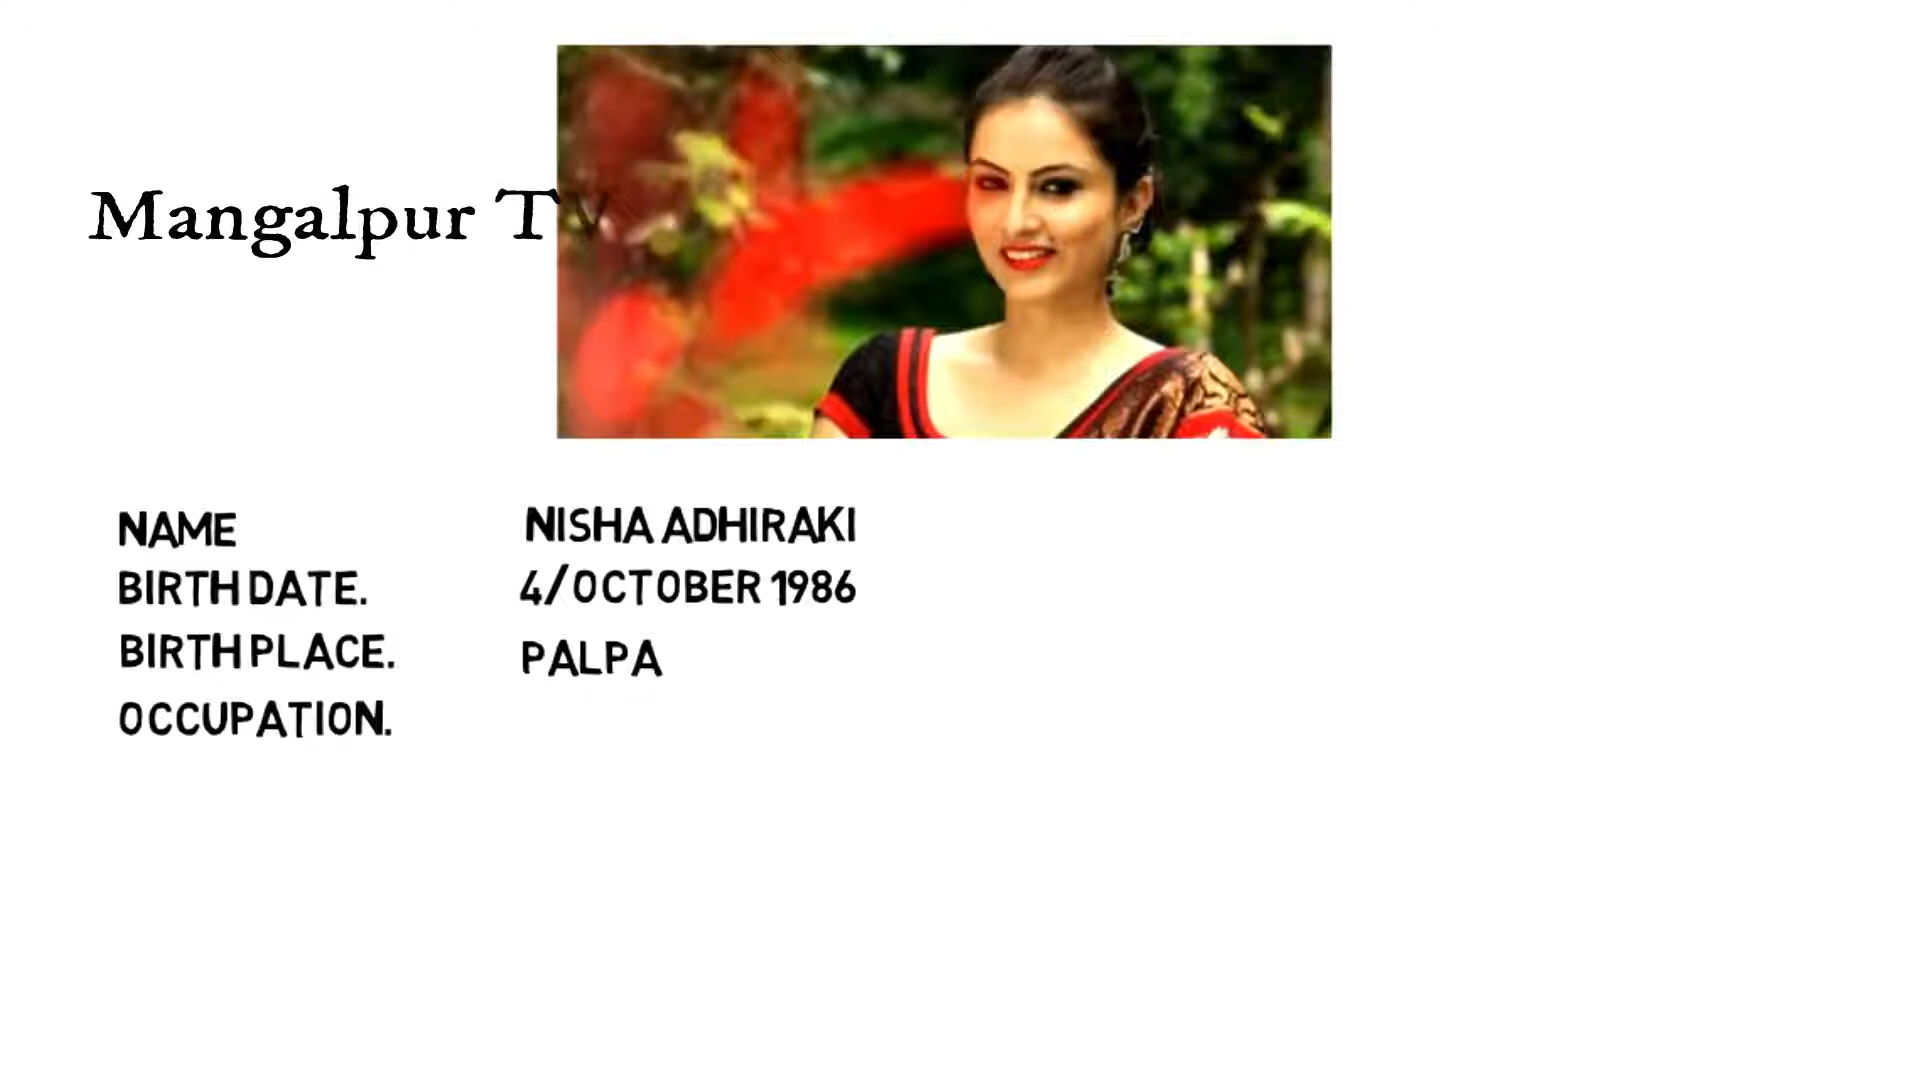 Mangalpur TV
NAME NISHA ADHIRAKI
BIRTH DATE. 4/OCTOBER 1986
BIRTH PLACE. PALPA
OCCUPATION.